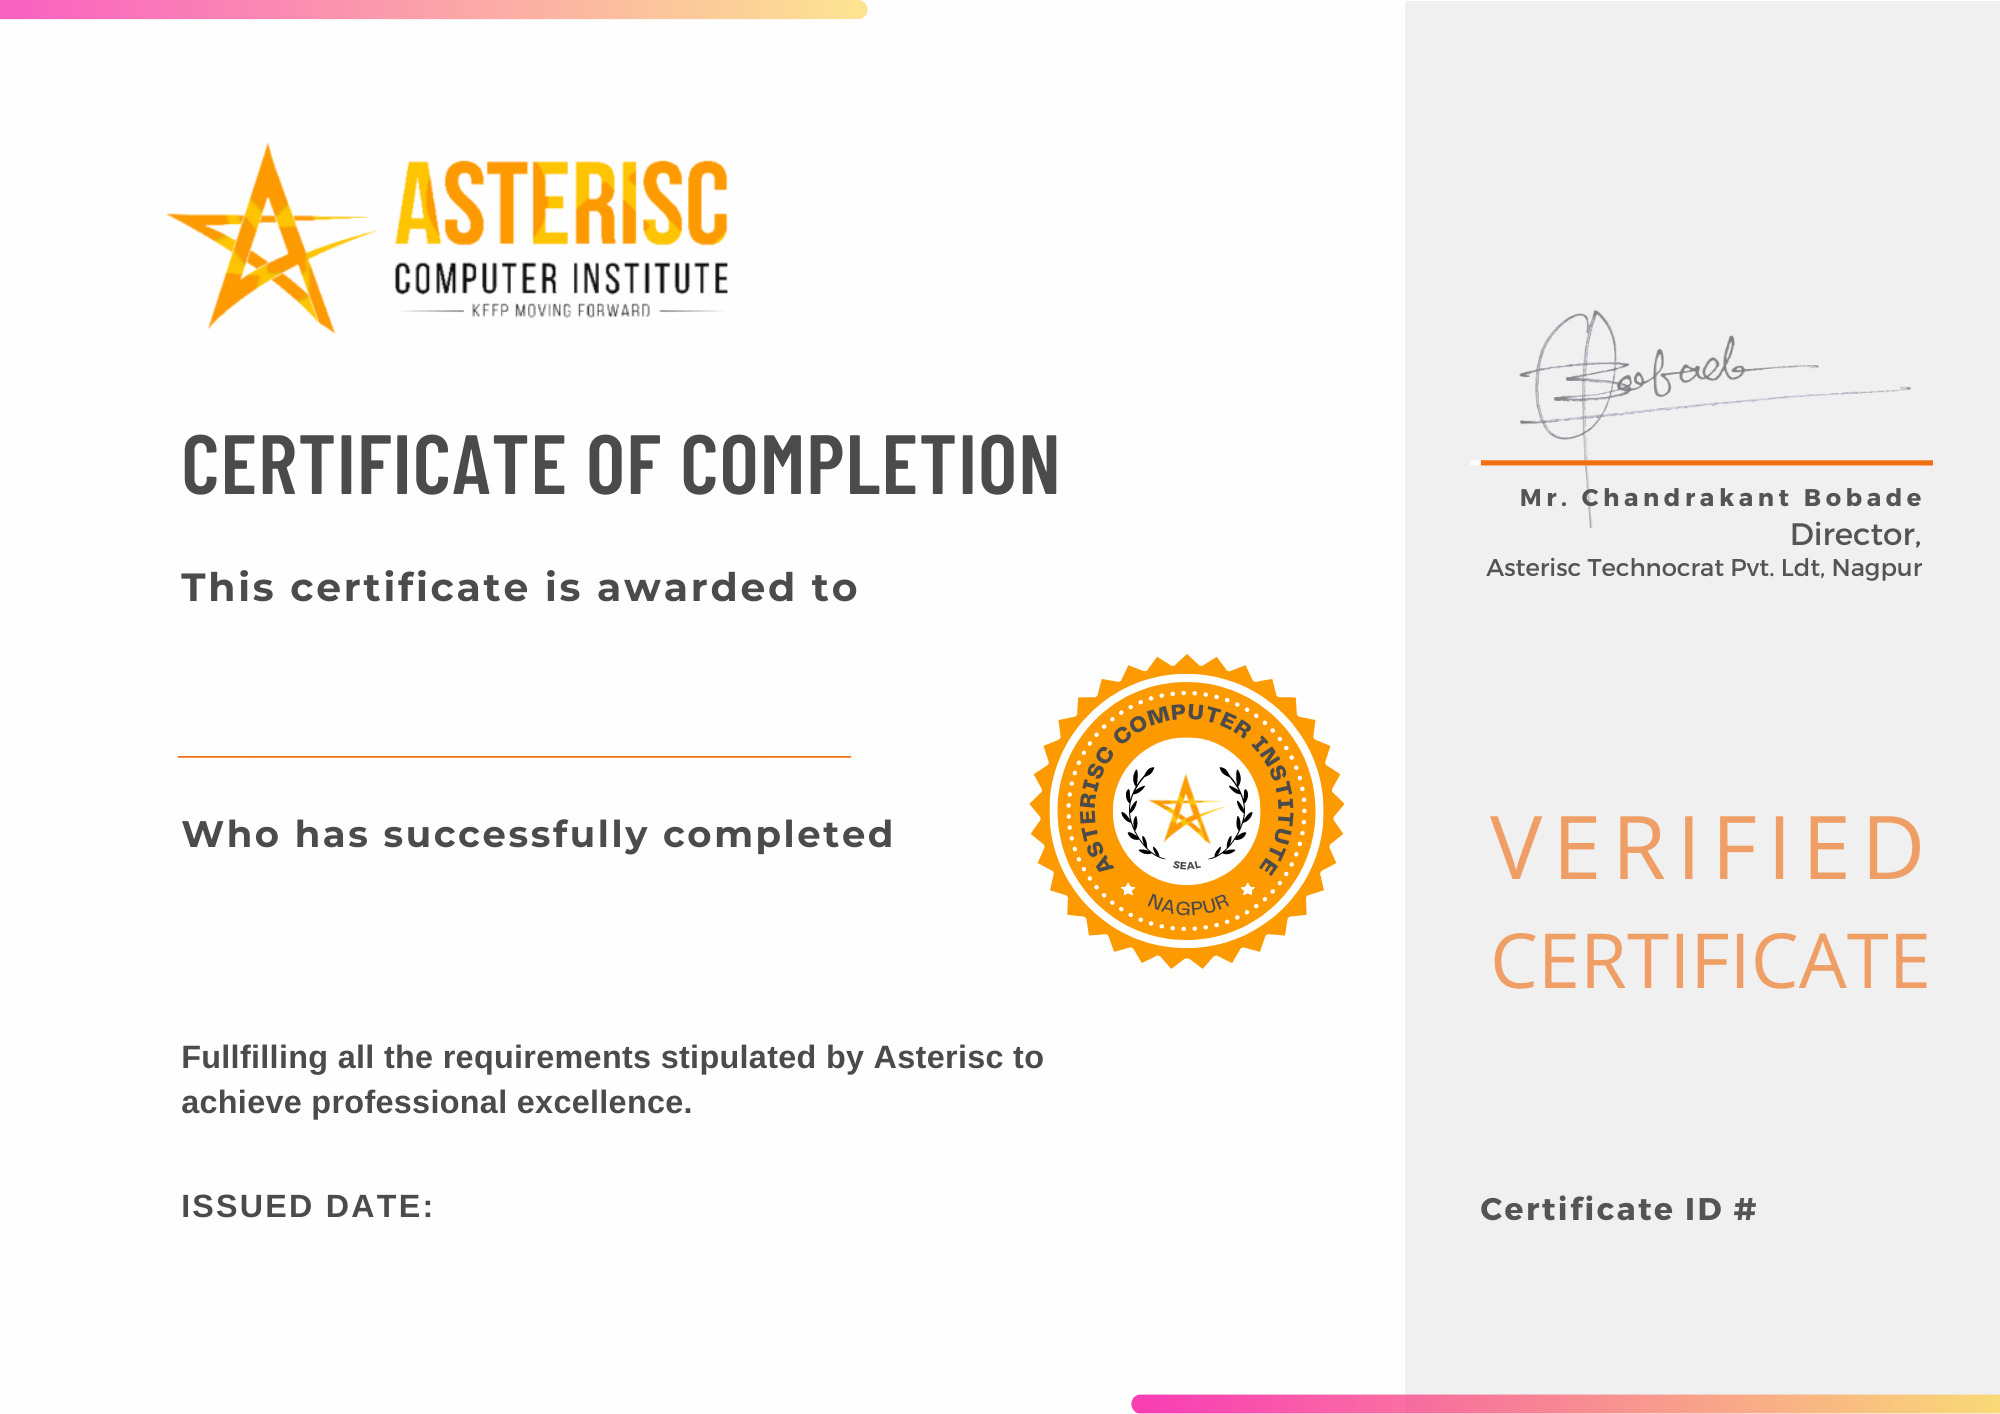 ASTERISC
COMPUTER INSTITUTE
KEEP MOVING FORWARD
CERTIFICATE OF COMPLETION
This certificate is awarded to
Who has successfully completed
ASTERISC COMPUTER INSTITUTE
SEAL
NAGPUR
Fullfilling all the requirements stipulated by Asterisc to
achieve professional excellence.
ISSUED DATE:
Bobade
Mr. Chandrakant Bobade
Director,
Asterisc Technocrat Pvt. Ldt, Nagpur
VERIFIED
CERTIFICATE
Certificate ID #